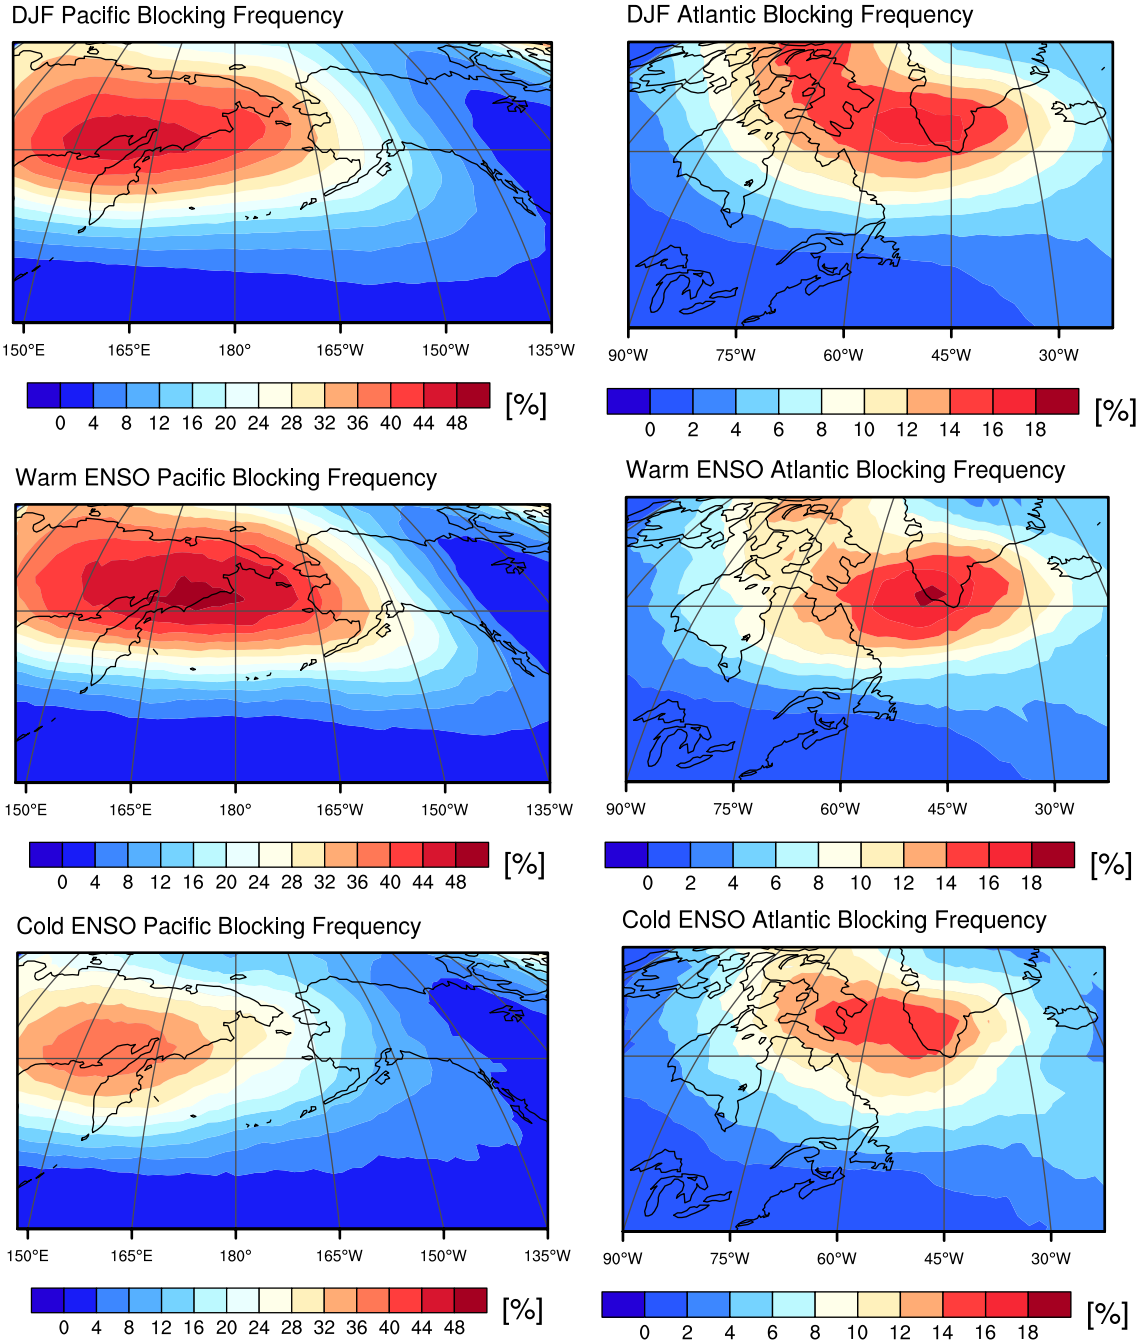 DJF Pacific Blocking Frequency
DJF Atlantic Blocking Frequency
150°E 165°E 180° 165°W 150°W 135°W
90°W 75°W 60°W 45°W 30°W
0 4 8 12 16 20 24 28 32 36 40 44 48 [%]
0 2 4 6 8 10 12 14 16 18 [%]
Warm ENSO Pacific Blocking Frequency
Warm ENSO Atlantic Blocking Frequency
150°E 165°E 180° 165°W 150°W 135°W
90°W 75°W 60°W 45°W 30°W
0 4 8 12 16 20 24 28 32 36 40 44 48 [%]
0 2 4 6 8 10 12 14 16 18 [%]
Cold ENSO Pacific Blocking Frequency
Cold ENSO Atlantic Blocking Frequency
150°E 165°E 180° 165°W 150°W 135°W
90°W 75°W 60°W 45°W 30°W
0 4 8 12 16 20 24 28 32 36 40 44 48 [%]
0 2 4 6 8 10 12 14 16 18 [%]